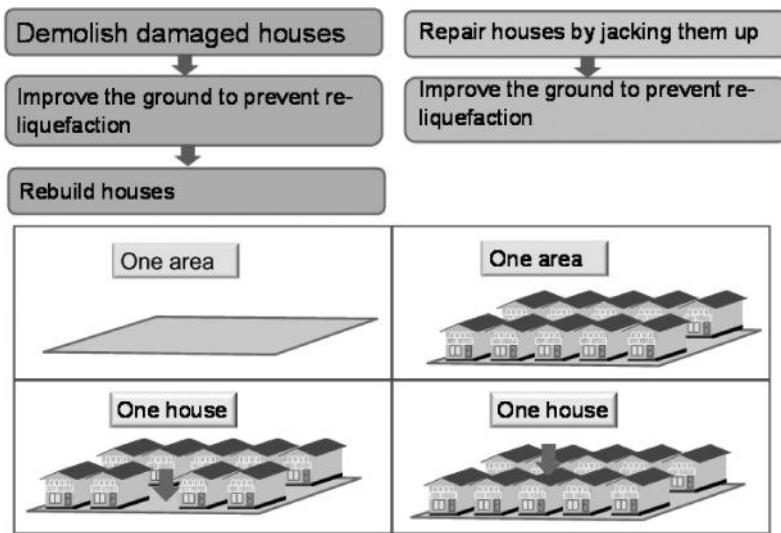 Demolish damaged houses
Improve the ground to prevent re-
liquefaction
Rebuild houses
Repair houses by jacking them up
Improve the ground to prevent re-
liquefaction
One area
One area
One house
One house